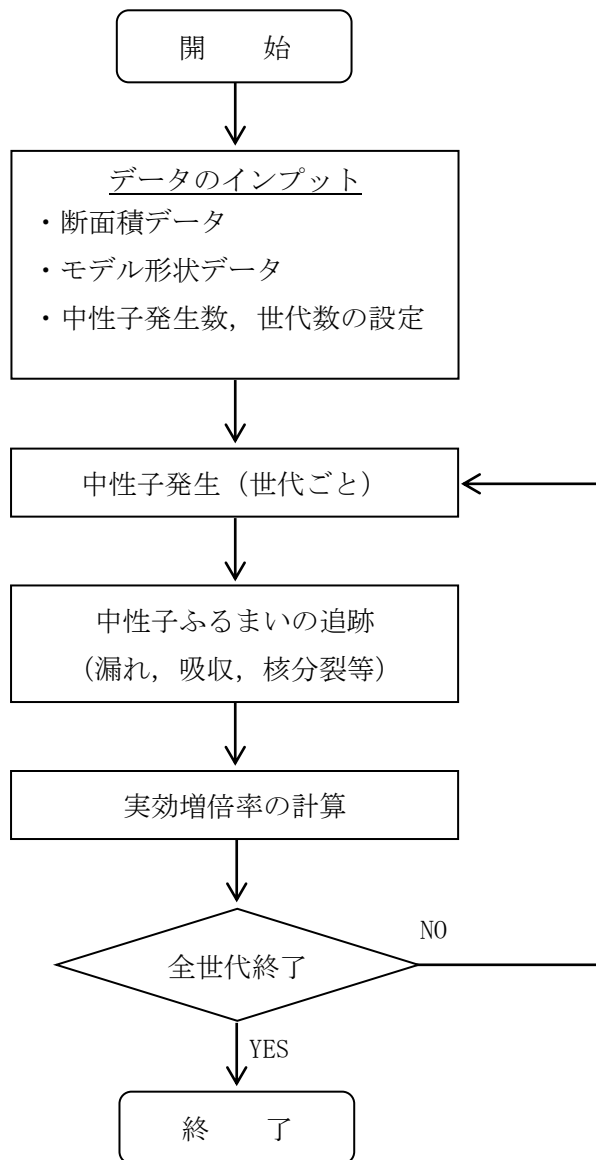 開　　始
データのインプット
・断面積データ
・モデル形状データ
・中性子発生数，世代数の設定
中性子発生（世代ごと）
中性子ふるまいの追跡
（漏れ，吸収，核分裂等）
実効増倍率の計算
全世代終了
NO
YES
終　　了